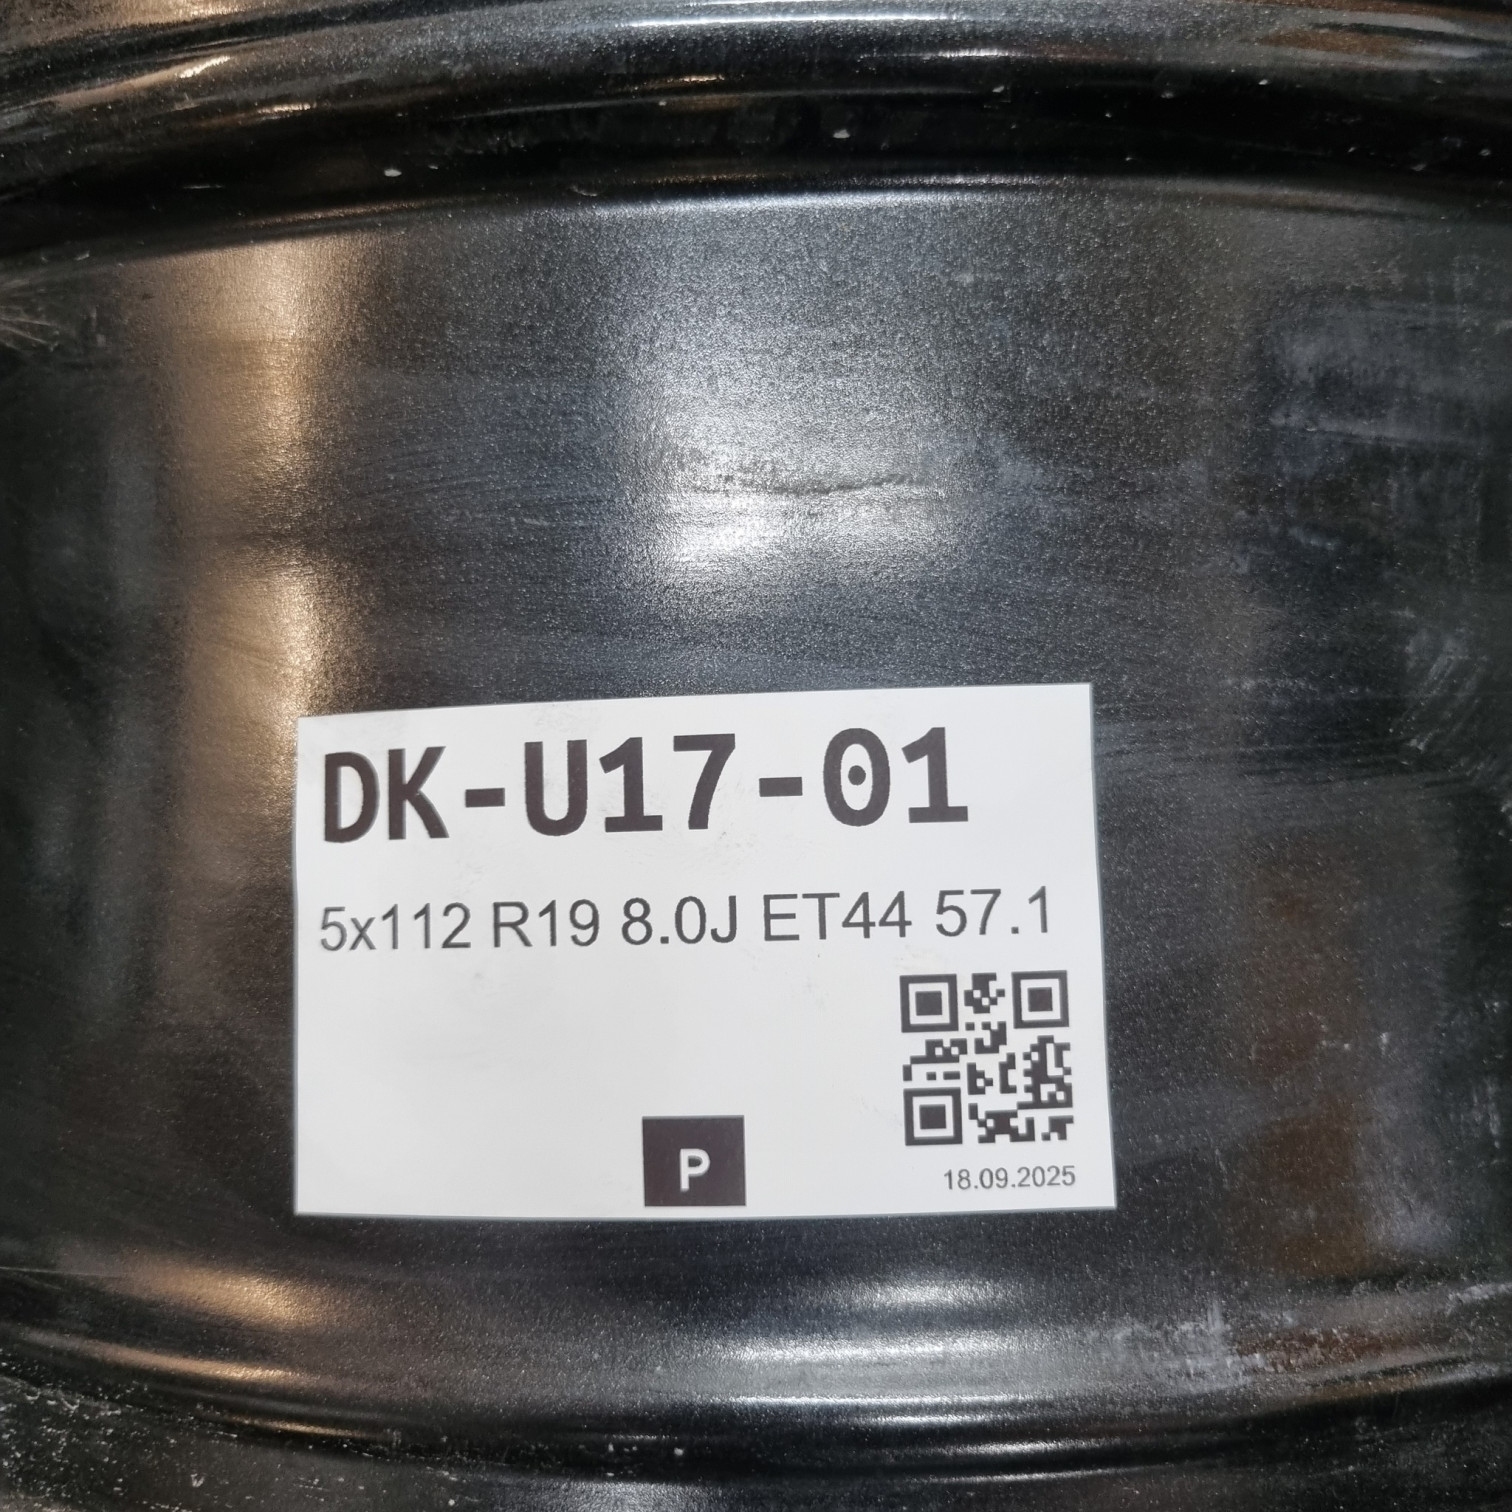 DK-U17-01
5x112 R19 8.0J ET44 57.1
P
18.09.2025